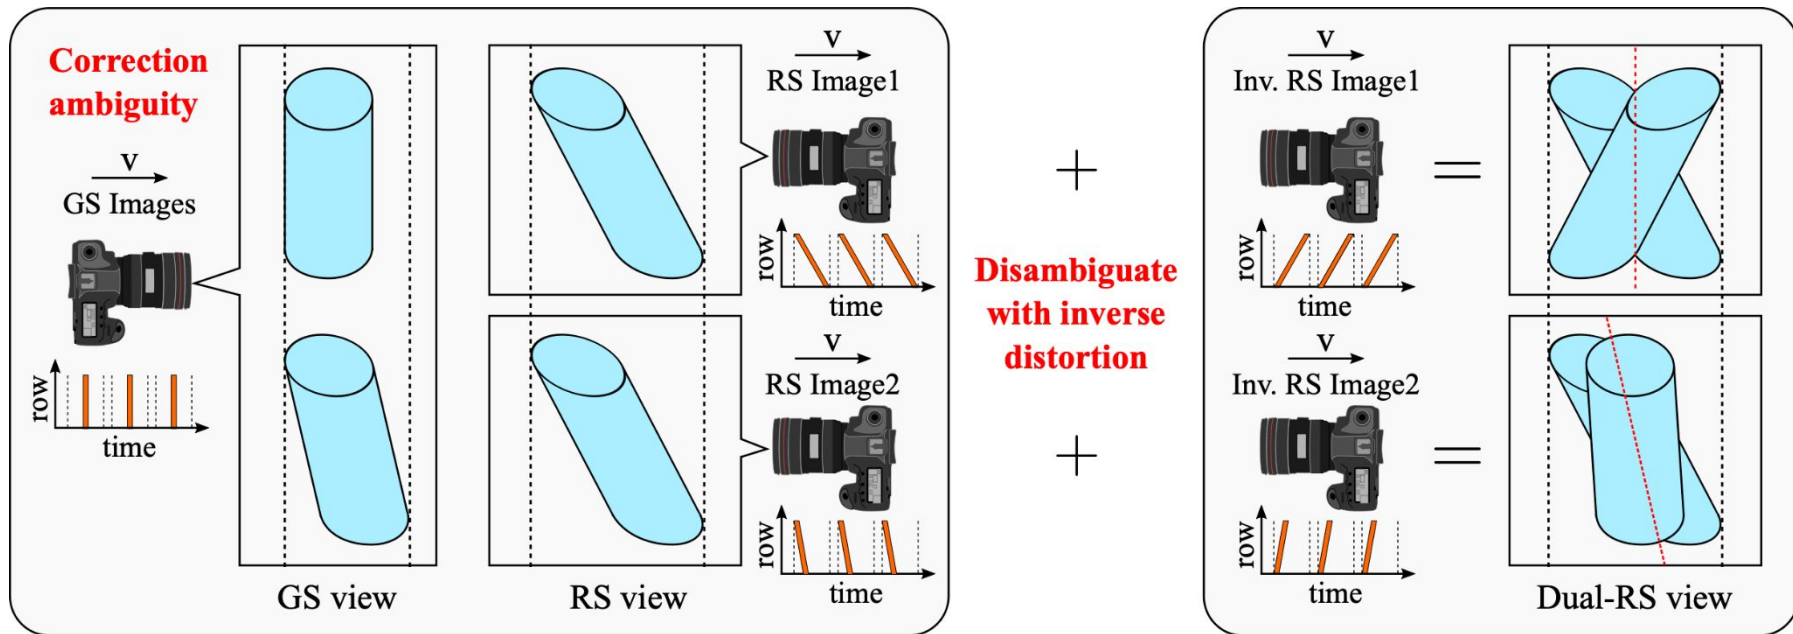 Correction
ambiguity
v
GS Images
row
time
GS view
RS view
v
RS Image1
row
time
v
RS Image2
row
time
+
Disambiguate
with inverse
distortion
+
v
Inv. RS Image1
row
time
=
v
Inv. RS Image2
row
time
=
Dual-RS view